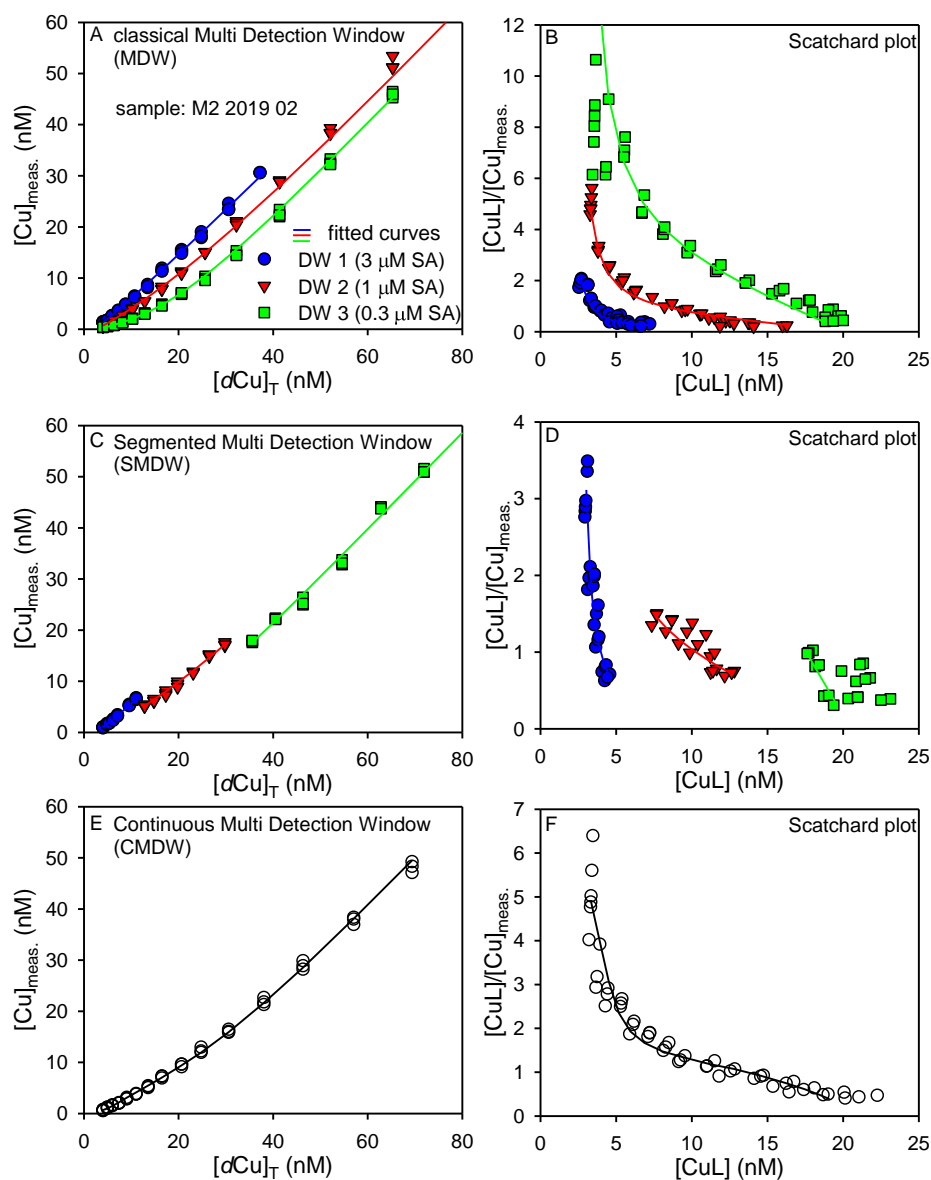 A classical Multi Detection Window
(MDW)
sample: M2 2019 02
fitted curves
DW 1 (3 μM SA)
DW 2 (1 μM SA)
DW 3 (0.3 μM SA)
[Cu]meas. (nM)
60
50
40
30
20
10
0
0 20 40 60 80
[dCu]T (nM)
B Scatchard plot
[CuL]/[Cu]meas.
12
10
8
6
4
2
0
0 5 10 15 20 25
[CuL] (nM)
C Segmented Multi Detection Window
(SMDW)
[Cu]meas. (nM)
60
50
40
30
20
10
0
0 20 40 60 80
[dCu]T (nM)
D Scatchard plot
[CuL]/[Cu]meas.
4
3
2
1
0
0 5 10 15 20 25
[CuL] (nM)
E Continuous Multi Detection Window
(CMDW)
[Cu]meas. (nM)
60
50
40
30
20
10
0
0 20 40 60 80
[dCu]T (nM)
F Scatchard plot
[CuL]/[Cu]meas.
7
6
5
4
3
2
1
0
0 5 10 15 20 25
[CuL] (nM)